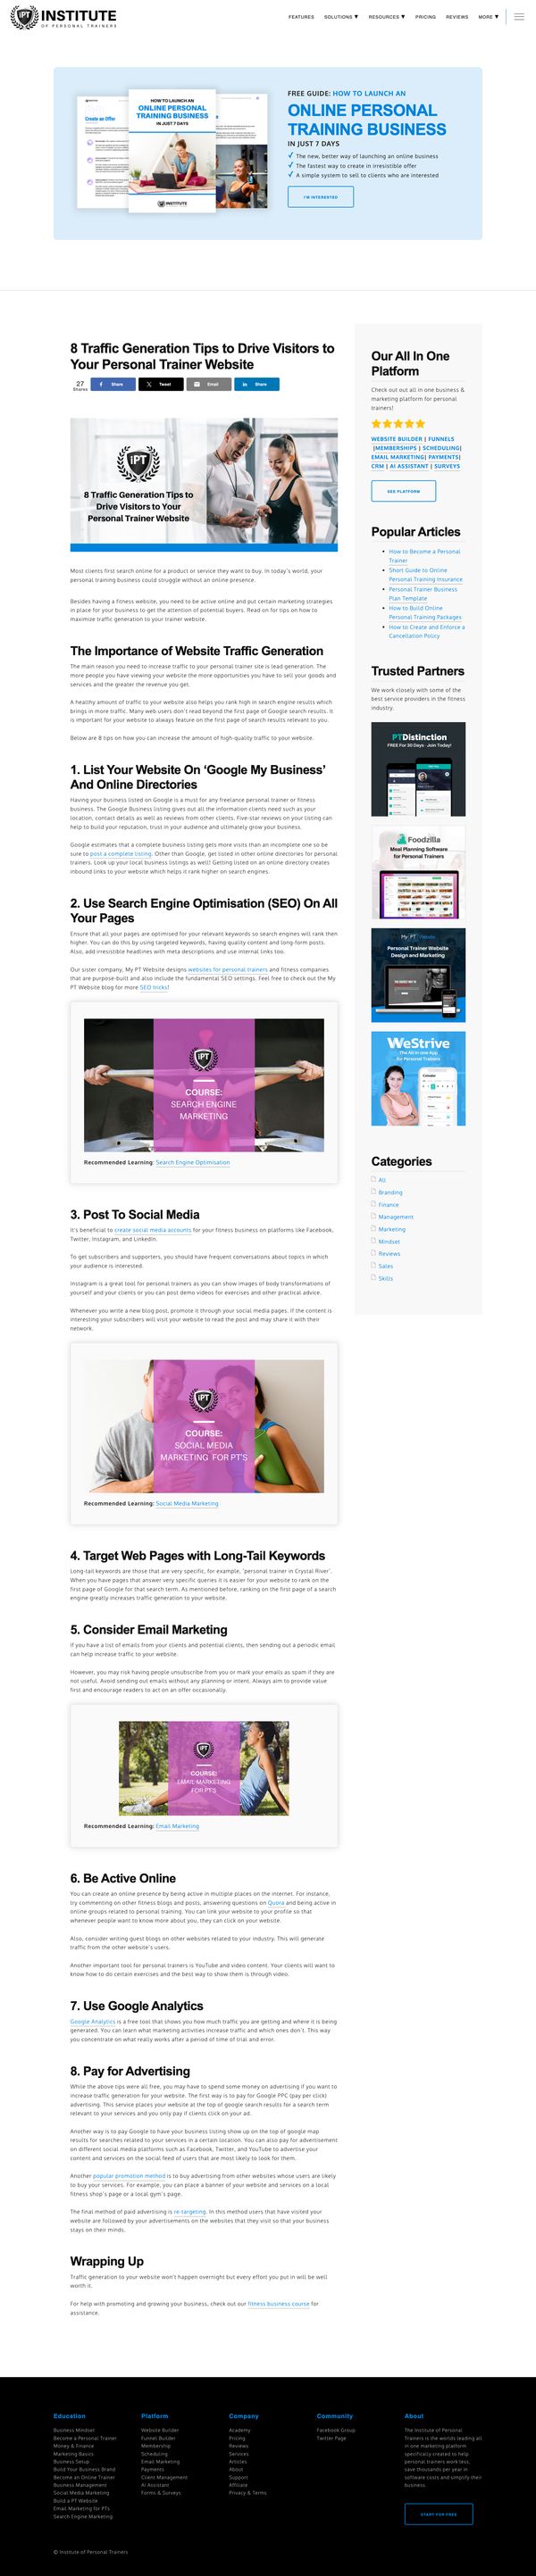 INSTITUTE
OF PERSONAL TRAINERS
FEATURES SOLUTIONS ▼ RESOURCES ▼ PRICING REVIEWS MORE ▼
Create an Offer
HOW TO LAUNCH AN
ONLINE PERSONAL
TRAINING BUSINESS
IN JUST 7 DAYS
INSTITUTE
FREE GUIDE: HOW TO LAUNCH AN
ONLINE PERSONAL
TRAINING BUSINESS
IN JUST 7 DAYS
✓ The new, better way of launching an online business
✓ The fastest way to create in irresistible offer
✓ A simple system to sell to clients who are interested
I'M INTERESTED
8 Traffic Generation Tips to Drive Visitors to
Your Personal Trainer Website
27
Shares
Share
Tweet
Email
Share
IPT
8 Traffic Generation Tips to
Drive Visitors to Your
Personal Trainer Website
Most clients first search online for a product or service they want to buy. In today's world, your
personal training business will struggle without an online presence.
Besides having a fitness website, you need to be active online and put certain marketing strategies
in place for your business to get the most potential clients. Read on for our top tips on how to
maximize traffic generation to your website.
The Importance of Website Traffic Generation
The main reason you need to increase traffic to your personal trainer site is lead generation. The
more people you have viewing your website the more opportunities you have to sell your goods and
services and the greater the revenue you get.
A healthy amount of traffic to your website also helps you rank high in search engine results which
brings in more traffic. Many web users don't read beyond the first page of Google search results. It
is important for your website to always feature on the first page of search results relevant to you.
Below are 8 tips on how you can increase the amount of high-quality traffic to your website.
1. List Your Website On 'Google My Business'
And Online Directories
Having your business listed on Google is a must for any freelance personal trainer or fitness
business. The Google Business listing gives out all the information clients need such as your
location, contact details as well as comments from other clients. Five-star reviews on your listing can
help to build your reputation, instill trust in your audience and ultimately grow your business.
Google estimates that a complete business listing gets more visits than an incomplete one so be
sure to post a complete listing. Other than Google, get listed in other online directories for personal
trainers. Look up your local business listings as well! Getting listed on an online directory creates
inbound links to your website which helps it rank higher on search engines.
2. Use Search Engine Optimisation (SEO) On All
Your Pages
Ensure that all your pages are optimised for your relevant keywords so search engines will rank then
higher. You can do this by using targeted keywords, having quality content and long-form posts.
Also, add irresistible headlines with meta descriptions and use internal links too.
Our sister company, My PT Website designs websites for personal trainers and fitness companies
that are purpose-built and also include the fundamental SEO settings. Feel free to check out the My
PT Website blog for more SEO tricks!
IPT
COURSE:
SEARCH ENGINE
MARKETING
Recommended Learning: Search Engine Optimisation
3. Post To Social Media
It's beneficial to create social media accounts for your fitness business on platforms like Facebook,
Twitter, Instagram, and LinkedIn.
To get subscribers and supporters, you should have frequent conversations about topics in which
your audience is interested.
Instagram is a great tool for personal trainers as you can show images of body transformations of
yourself and your clients or you can post demo videos for exercises and other practical advice.
Whenever you write a new blog post, promote it through your social media pages. If the content is
interesting your subscribers will visit your website to read the post and may share it with their
network.
IPT
COURSE:
SOCIAL MEDIA
MARKETING FOR PT'S
Recommended Learning: Social Media Marketing
4. Target Web Pages with Long-Tail Keywords
Long-tail keywords are those that are very specific, for example, 'personal trainer in Crystal River'.
When you have pages that answer very specific queries it is easier for your website to rank on the
first page of Google for that search term. As mentioned before, ranking on the first page of a search
engine greatly increases traffic generation to your website.
5. Consider Email Marketing
If you have a list of emails from your clients and potential clients, then sending out a periodic email
can help increase traffic to your website.
However, you may risk having people unsubscribe from you or mark your emails as spam if they are
not useful. Avoid sending out emails without any planning or intent. Always aim to provide value
first and encourage readers to act on an offer occasionally.
IPT
COURSE:
EMAIL MARKETING
FOR PT'S
Recommended Learning: Email Marketing
6. Be Active Online
You can create an online presence by being active in multiple places on the internet. For instance,
try commenting on other fitness blogs and posts, answering questions on Quora and being active in
online groups related to personal training. You can link your website to your profile so that
whenever people want to know more about you, they can click on your website.
Also, consider writing guest blogs on other websites related to your industry. This will generate
traffic from the other website's users.
Another important tool for personal trainers is YouTube and video content. Your clients will want to
know how to do certain exercises and the best way to show them is through video.
7. Use Google Analytics
Google Analytics is a free tool that shows you how much traffic you are getting and where it is being
generated. You can learn what marketing activities increase traffic and which ones don't. This way
you concentrate on what really works after a period of time of trial and error.
8. Pay for Advertising
While the above tips were all free, you may have to spend some money on advertising if you want to
increase traffic generation for your website. The first way is to pay for Google PPC (pay per click)
advertising. This service places your website at the top of google search results for a search term
relevant to your services and you only pay if clients click on your ad.
Another way is to pay Google to have your business listing show up on the top of google map
results for searches related to your services in a certain location. You can also pay for advertisement
on different social media platforms such as Facebook, Twitter, and YouTube to advertise your
content and services on the social feed of users that are most likely to look for them.
Another popular promotion method is to buy advertising from other websites whose users are likely
to buy your services. For example, you can place a banner of your website and services on a local
fitness shop's page or a local gym's page.
The final method of paid advertising is re-targeting. In this method users that have visited your
website are followed by your advertisements on the websites that they visit so that your business
stays on their minds.
Wrapping Up
Traffic generation to your website won't happen overnight but every effort you put in will be well
worth it.
For help with promoting and growing your business, check out our fitness business course for
assistance.
Our All In One
Platform
Check out out all in one business &
marketing platform for personal
trainers!
WEBSITE BUILDER | FUNNELS
|MEMBERSHIPS | SCHEDULING|
EMAIL MARKETING| PAYMENTS|
CRM | AI ASSISTANT | SURVEYS
SEE PLATFORM
Popular Articles
How to Become a Personal
Trainer
Short Guide to Online
Personal Training Insurance
Personal Trainer Business
Plan Template
How to Build Online
Personal Training Packages
How to Create and Enforce a
Cancellation Policy
Trusted Partners
We work closely with some of the
best service providers in the fitness
industry.
PTDistinction
FREE For 30 Days - Join Today!
Foodzilla
Meal Planning Software
for Personal Trainers
My PT Website
Personal Trainer Website
Design and Marketing
WeStrive
The All-in-one App
for Personal Trainers
Categories
All
Branding
Finance
Management
Marketing
Mindset
Reviews
Sales
Skills
Education
Business Mindset
Become a Personal Trainer
Money & Finance
Marketing Basics
Business Setup
Build Your Business Brand
Become an Online Trainer
Business Management
Social Media Marketing
Build a PT Website
Email Marketing for PTs
Search Engine Marketing
Platform
Website Builder
Funnel Builder
Membership
Scheduling
Email Marketing
Payments
Client Management
AI Assistant
Forms & Surveys
Company
Academy
Pricing
Reviews
Services
Articles
About
Support
Affiliate
Privacy & Terms
Community
Facebook Group
Twitter Page
About
The Institute of Personal
Trainers is the worlds leading all
in one marketing platform
specifically created to help
personal trainers work less,
save thousands per year in
software costs and simplify their
business.
START FOR FREE
© Institute of Personal Trainers